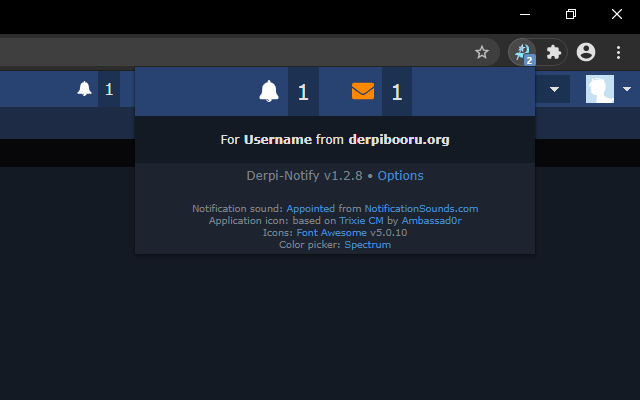 2
1
1
1
For Username from derpibooru.org
Derpi-Notify v1.2.8 • Options
Notification sound: Appointed from NotificationSounds.com
Application icon: based on Trixie CM by Ambassad0r
Icons: Font Awesome v5.0.10
Color picker: Spectrum